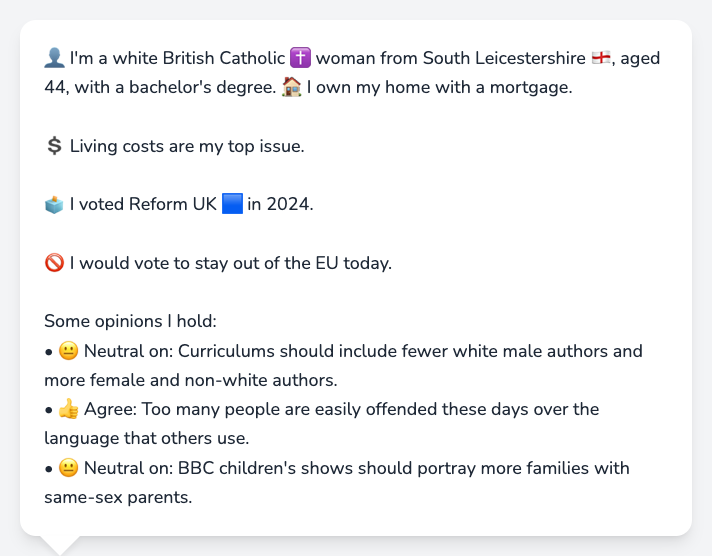 👤 I'm a white British Catholic ✝️ woman from South Leicestershire 🏴󠁧󠁢󠁥󠁮󠁧󠁿, aged
44, with a bachelor's degree. 🏠 I own my home with a mortgage.
💲 Living costs are my top issue.
🗳️ I voted Reform UK 🟦 in 2024.
🚫 I would vote to stay out of the EU today.
Some opinions I hold:
• 😐 Neutral on: Curriculums should include fewer white male authors and
more female and non-white authors.
• 👍 Agree: Too many people are easily offended these days over the
language that others use.
• 😐 Neutral on: BBC children's shows should portray more families with
same-sex parents.